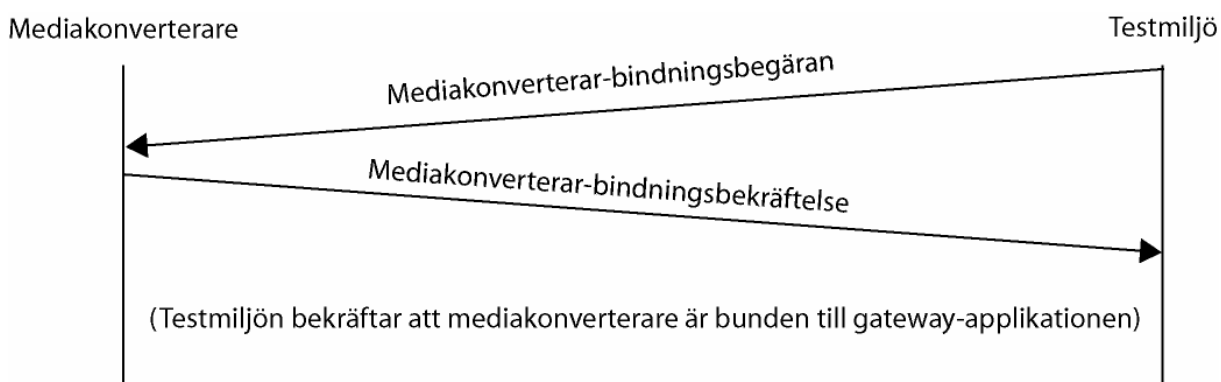 Mediakonverterare
Testmiljö
Mediakonverterar-bindningsbegäran
Mediakonverterar-bindningsbekräftelse
(Testmiljön bekräftar att mediakonverterare är bunden till gateway-applikationen)